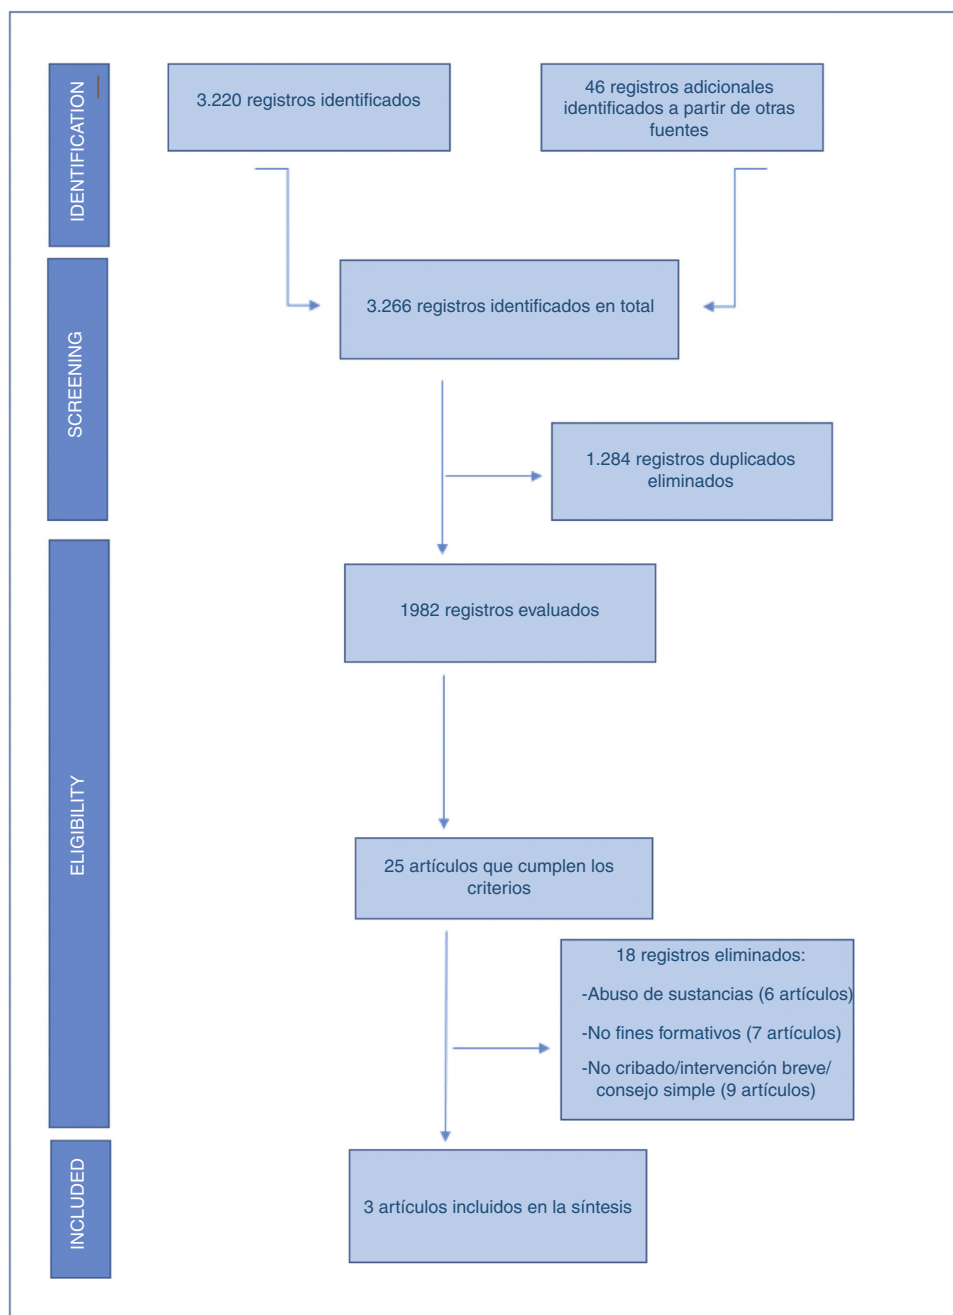 IDENTIFICATION
3.220 registros identificados
46 registros adicionales
identificados a partir de otras
fuentes
SCREENING
3.266 registros identificados en total
1.284 registros duplicados
eliminados
ELIGIBILITY
1982 registros evaluados
25 artículos que cumplen los
criterios
18 registros eliminados:
-Abuso de sustancias (6 artículos)
-No fines formativos (7 artículos)
-No cribado/intervención breve/
consejo simple (9 artículos)
INCLUDED
3 artículos incluidos en la síntesis